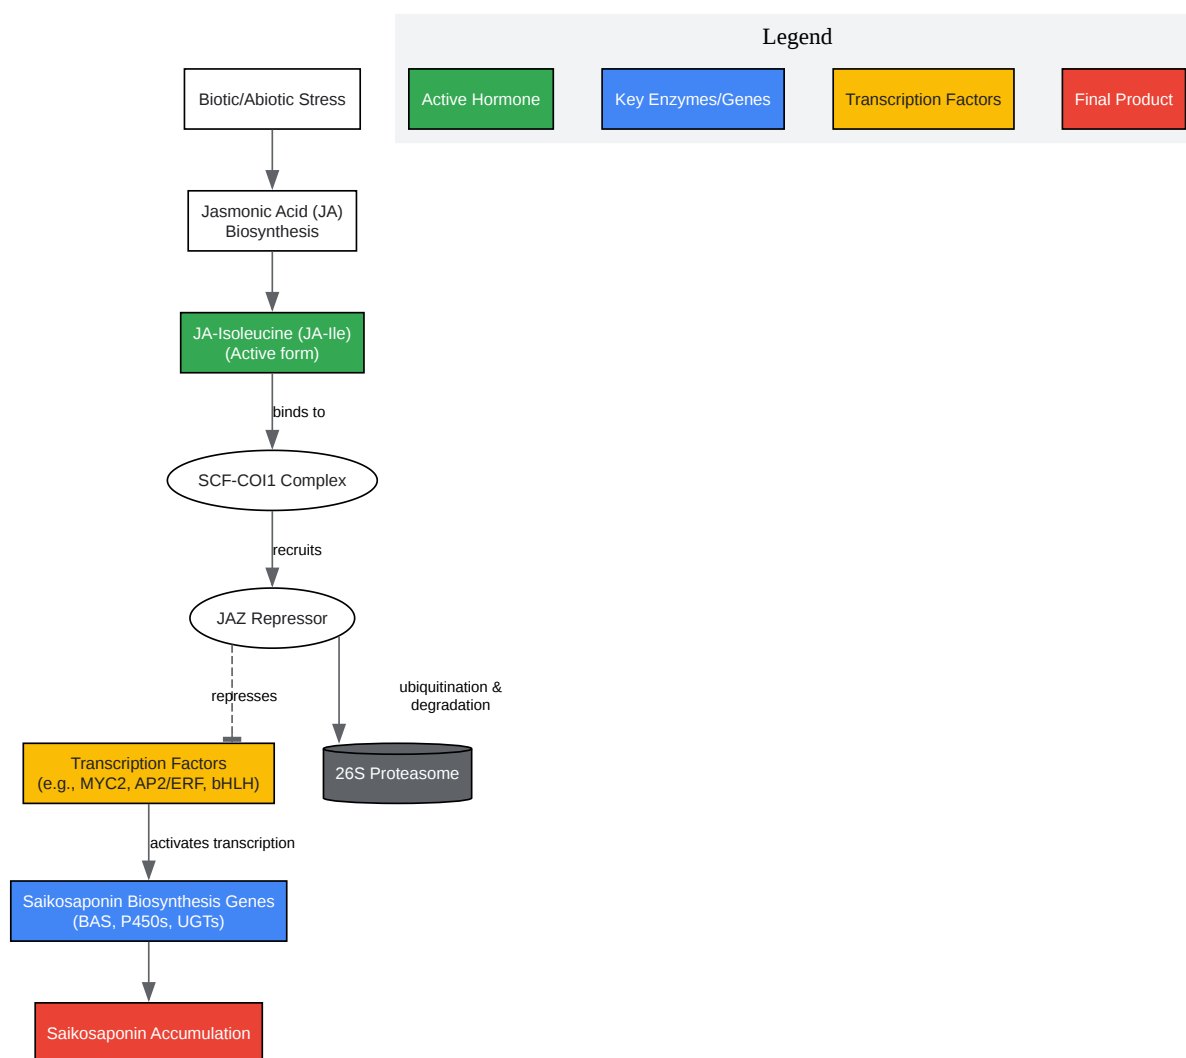 Legend
Active Hormone
Key Enzymes/Genes
Transcription Factors
Final Product
Biotic/Abiotic Stress
Jasmonic Acid (JA)
Biosynthesis
JA-Isoleucine (JA-Ile)
(Active form)
binds to
SCF-COI1 Complex
recruits
JAZ Repressor
represses
ubiquitination &
degradation
Transcription Factors
(e.g., MYC2, AP2/ERF, bHLH)
26S Proteasome
activates transcription
Saikosaponin Biosynthesis Genes
(BAS, P450s, UGTs)
Saikosaponin Accumulation